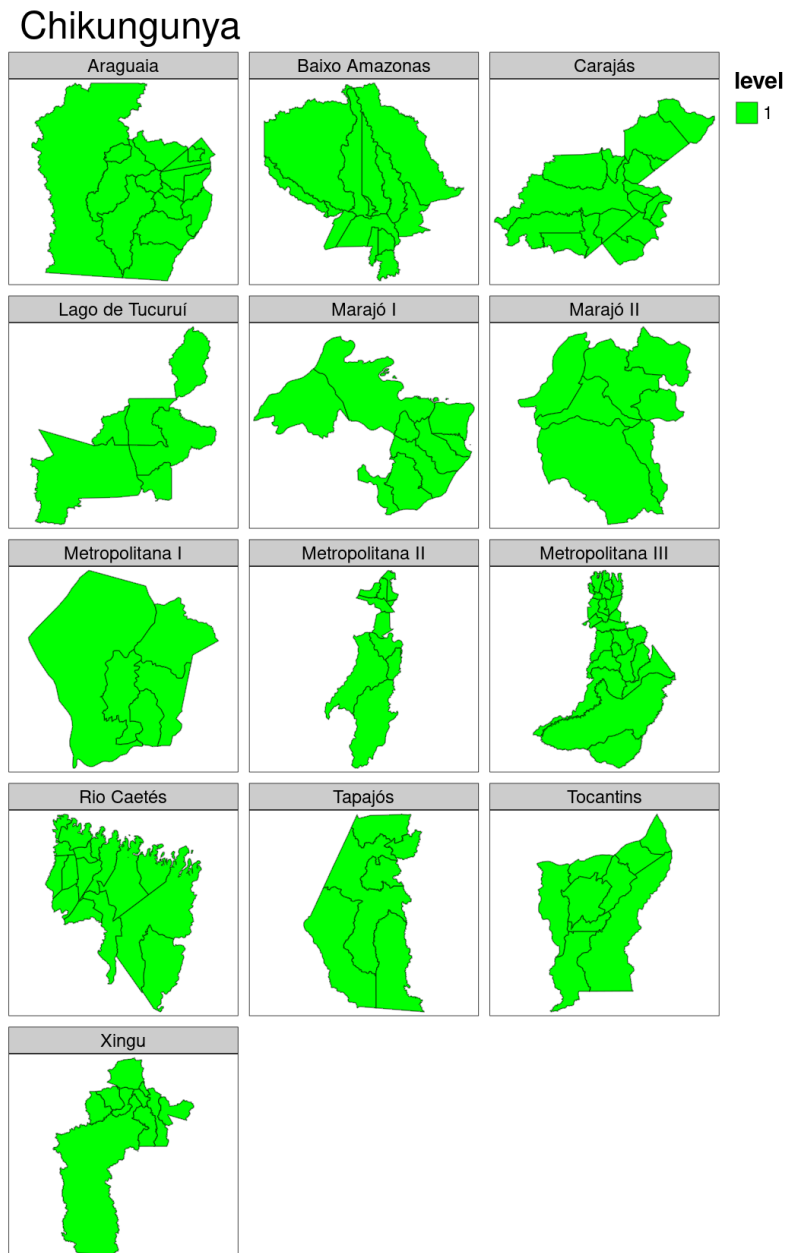 Chikungunya
Araguaia
Baixo Amazonas
Carajás
level
1
Lago de Tucuruí
Marajó I
Marajó II
Metropolitana I
Metropolitana II
Metropolitana III
Rio Caetés
Tapajós
Tocantins
Xingu